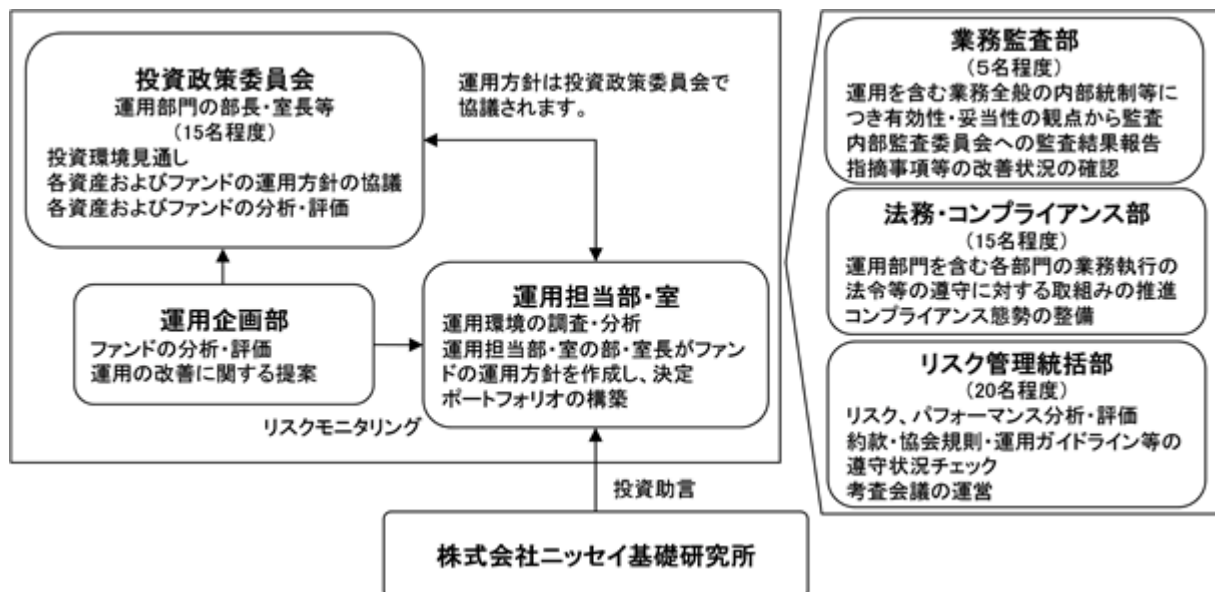 投資政策委員会
運用部門の部長・室長等
(15名程度)
投資環境見通し
各資産およびファンドの運用方針の協議
各資産およびファンドの分析・評価
運用方針は投資政策委員会で
協議されます。
運用企画部
ファンドの分析・評価
運用の改善に関する提案
リスクモニタリング
運用担当部・室
運用環境の調査・分析
運用担当部・室の部・室長がファン
ドの運用方針を作成し、決定
ポートフォリオの構築
投資助言
株式会社ニッセイ基礎研究所
業務監査部
(5名程度)
運用を含む業務全般の内部統制等に
つき有効性・妥当性の観点から監査
内部監査委員会への監査結果報告
指摘事項等の改善状況の確認
法務・コンプライアンス部
(15名程度)
運用部門を含む各部門の業務執行の
法令等の遵守に対する取組みの推進
コンプライアンス態勢の整備
リスク管理統括部
(20名程度)
リスク、パフォーマンス分析・評価
約款・協会規則・運用ガイドライン等の
遵守状況チェック
考査会議の運営